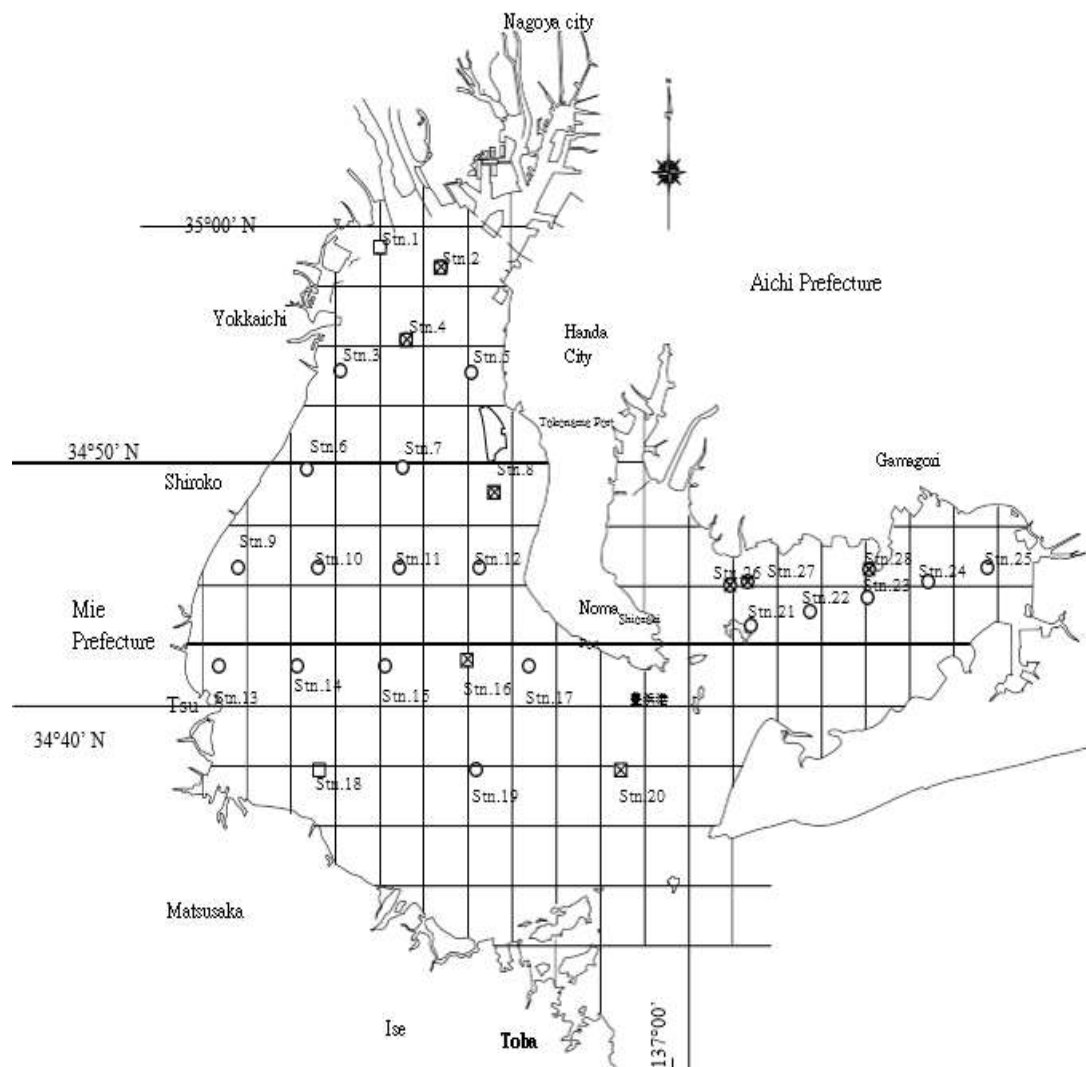 Nagoya city
35°00' N
Stn.1
Stn.2
Aichi Prefecture
Yokkaichi
Stn.4
Handa
City
Stn.3
Stn.5
Tokoname Port
34°50' N
Stn.6
Stn.7
Gamagori
Shiroko
Stn.8
Stn.9
Stn.10
Stn.11
Stn.12
Stn.26
Stn.27
Stn.28
Stn.25
Stn.24
Stn.23
Stn.22
Stn.21
Mie
Prefecture
Noma
Port
Stn.13
Stn.14
Stn.15
Stn.16
Stn.17
豊浜港
Tsu
34°40' N
Stn.18
Stn.19
Stn.20
Matsusaka
Ise
Toba
137°00'